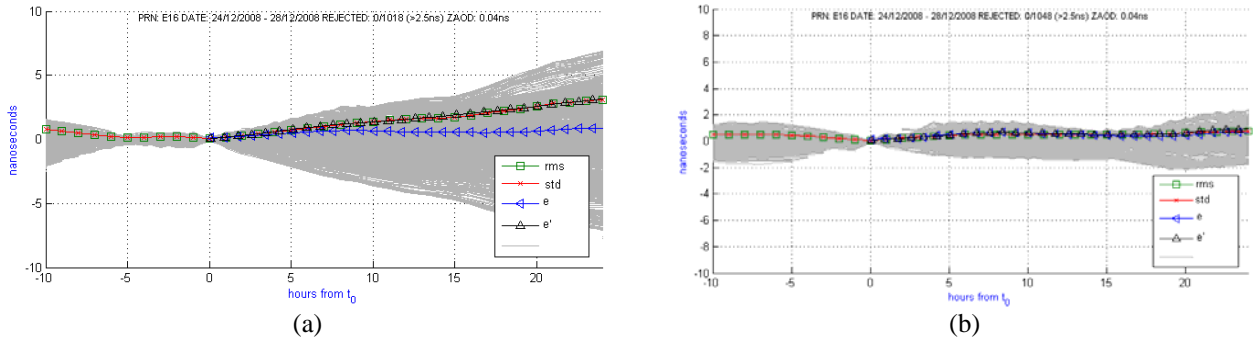 PRN: E16 DATE: 24/12/2008 - 28/12/2008 REJECTED: 0/1018 (>2.5ns) ZAOD: 0.04ns
10
5
0
-5
-10
nanoseconds
-10
-5
0
5
10
15
20
hours from t0
rms
std
e
e'
(a)
PRN: E16 DATE: 24/12/2008 - 28/12/2008 REJECTED: 0/1048 (>2.5ns) ZAOD: 0.04ns
10
8
6
4
2
0
-2
-4
-6
-8
-10
nanoseconds
-10
-5
0
5
10
15
20
hours from t0
rms
std
e
e'
(b)